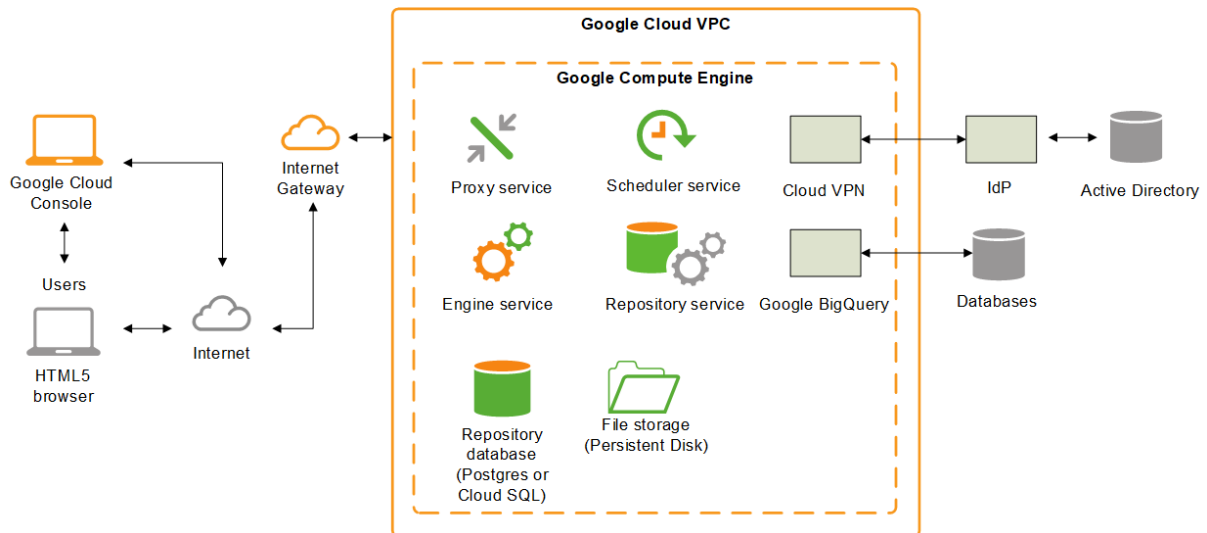 Google Cloud VPC
Google Compute Engine
Google Cloud
Console
Users
HTML5
browser
Internet
Internet
Gateway
Proxy service
Scheduler service
Cloud VPN
IdP
Active Directory
Engine service
Repository service
Google BigQuery
Databases
Repository
database
(Postgres or
Cloud SQL)
File storage
(Persistent Disk)